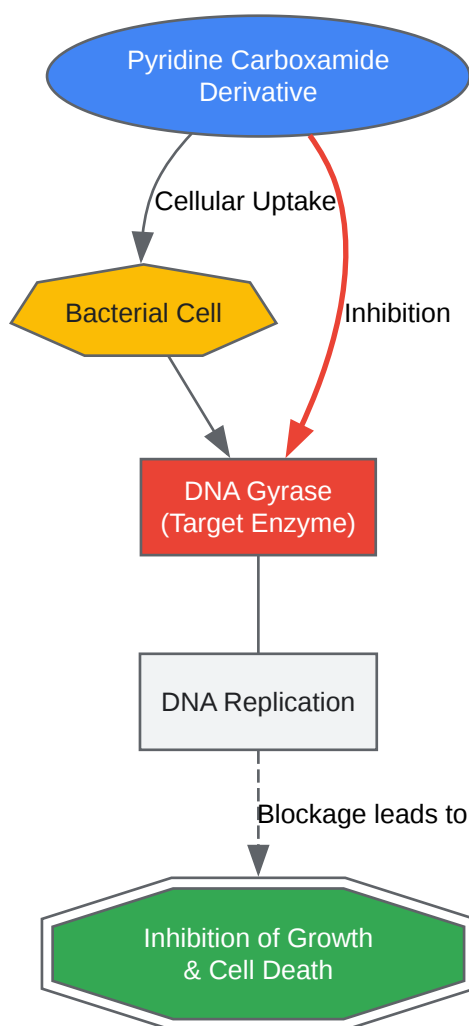 Pyridine Carboxamide
Derivative
Cellular Uptake
Bacterial Cell
Inhibition
DNA Gyrase
(Target Enzyme)
DNA Replication
Blockage leads to
Inhibition of Growth
& Cell Death